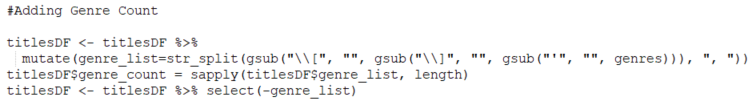 #Adding Genre Count
titlesDF <- titlesDF %>%
mutate(genre_list=str_split(gsub("\\[", "", gsub("\\]", "", gsub("'", "", genres))), ", "))
titlesDF$genre_count = sapply(titlesDF$genre_list, length)
titlesDF <- titlesDF %>% select(-genre_list)